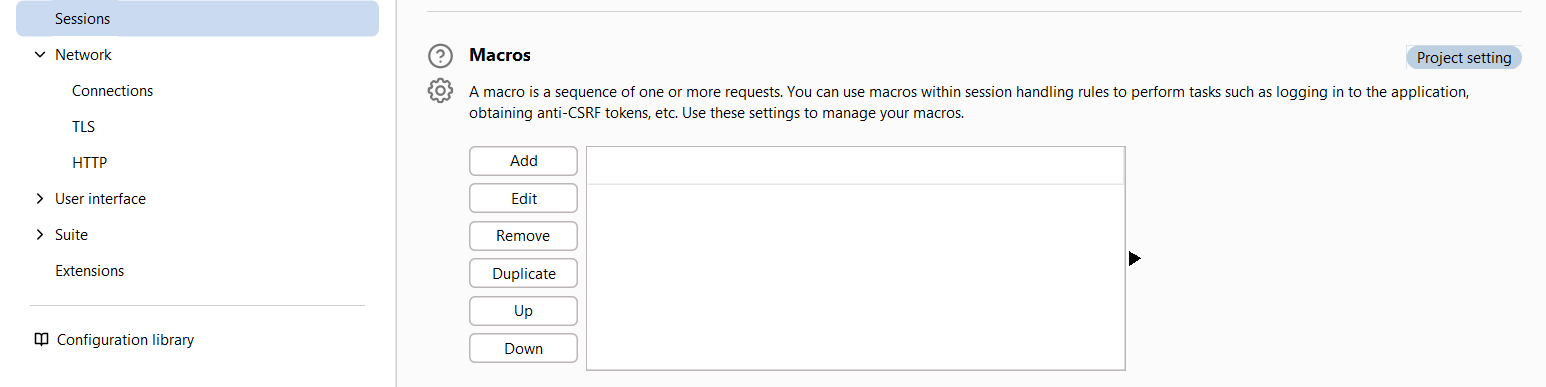 Sessions
Network
Connections
TLS
HTTP
User interface
Suite
Extensions
Configuration library
Macros
Project setting
A macro is a sequence of one or more requests. You can use macros within session handling rules to perform tasks such as logging in to the application,
obtaining anti-CSRF tokens, etc. Use these settings to manage your macros.
Add
Edit
Remove
Duplicate
Up
Down